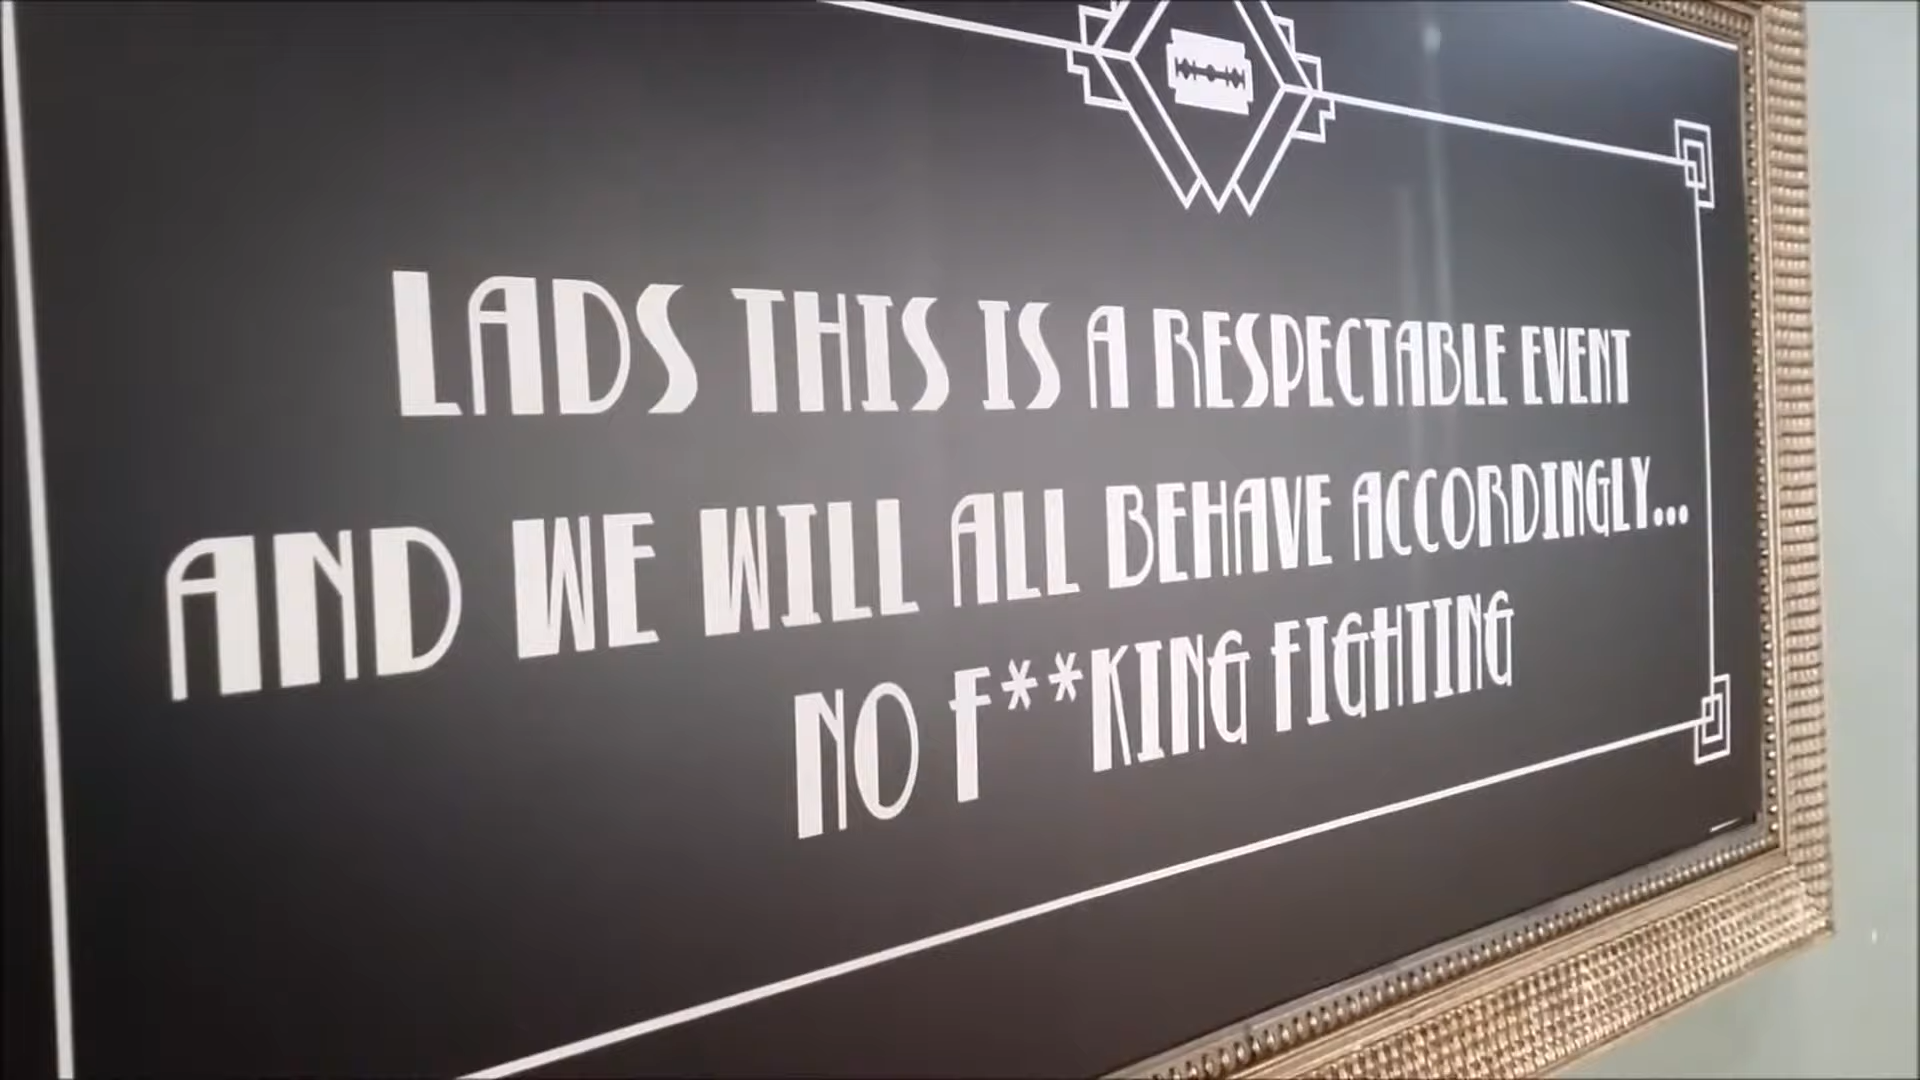 LADS THIS IS A RESPECTABLE EVENT
AND WE WILL ALL BEHAVE ACCORDINGLY...
NO F**KING FIGHTING